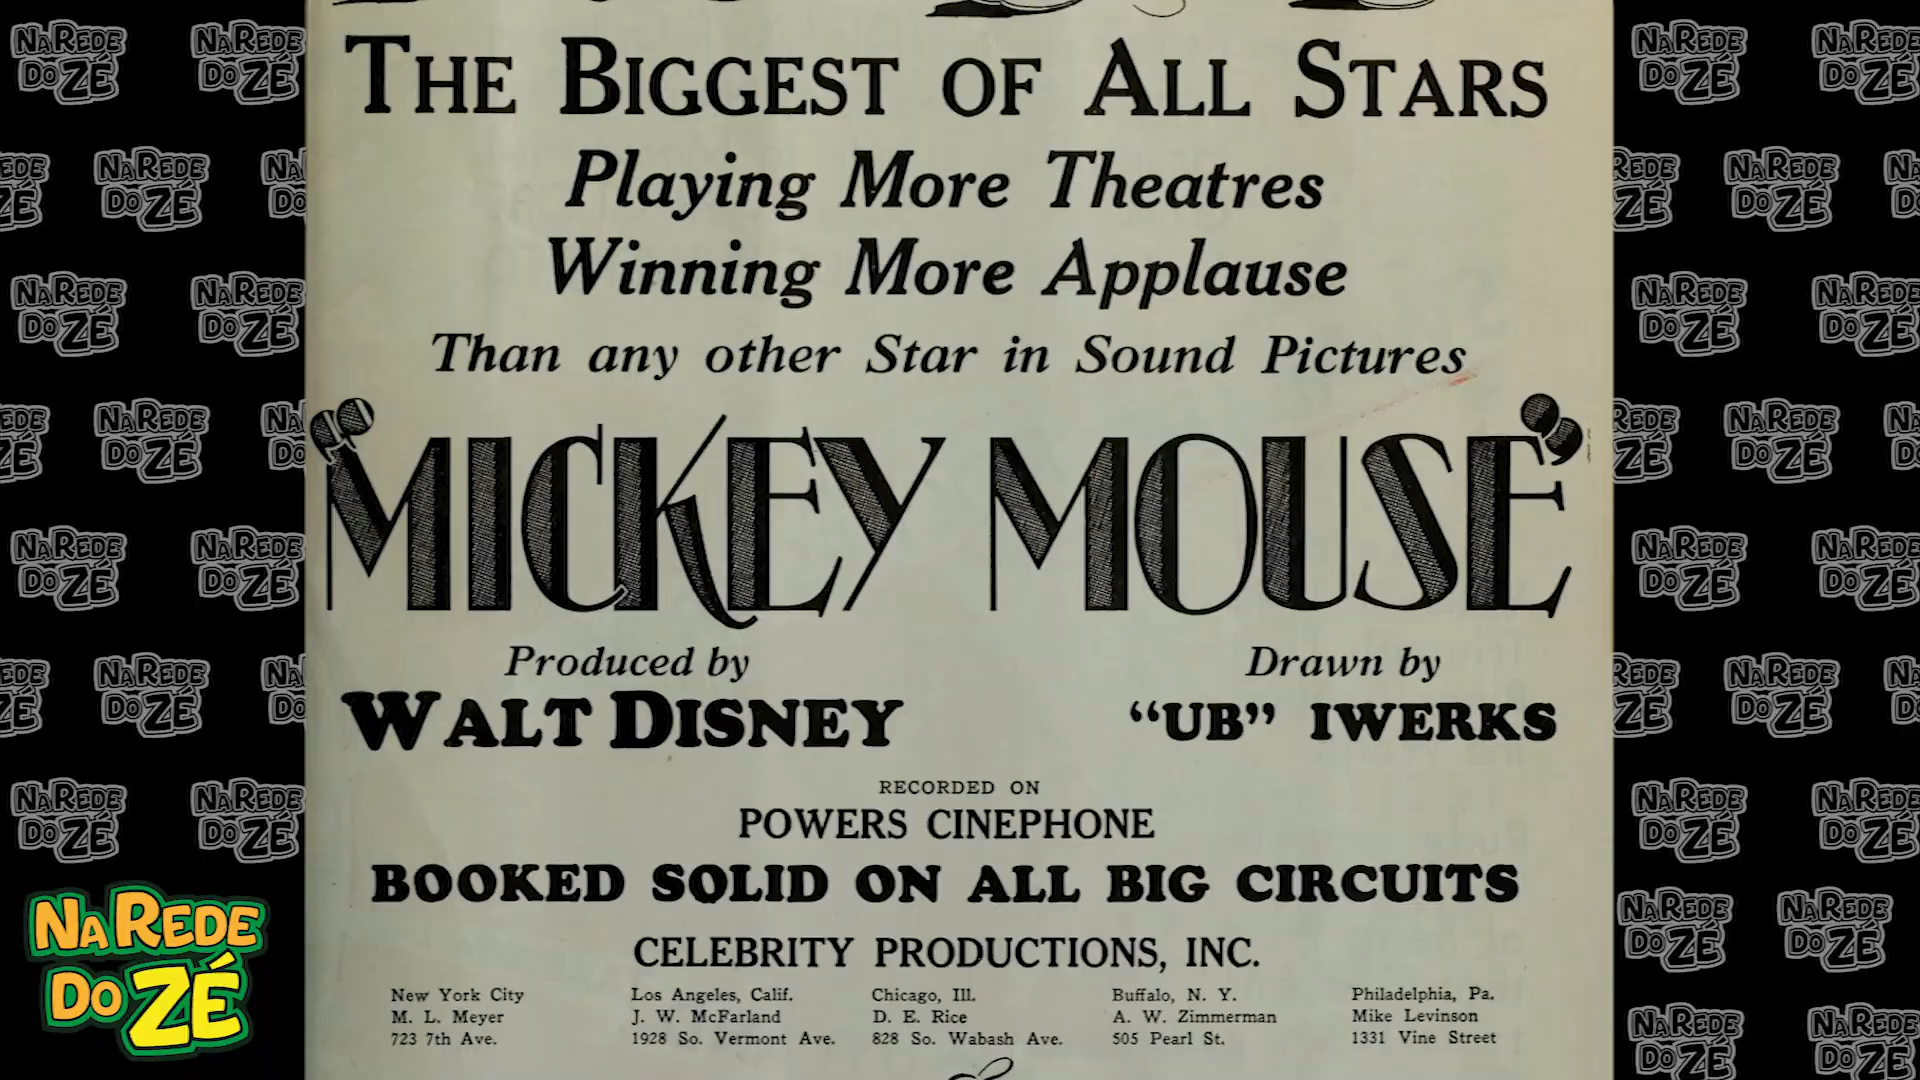 THE BIGGEST OF ALL STARS
Playing More Theatres
Winning More Applause
Than any other Star in Sound Pictures
"MICKEY MOUSE"
Produced by
WALT DISNEY
Drawn by
"UB" IWERKS
RECORDED ON
POWERS CINEPHONE
BOOKED SOLID ON ALL BIG CIRCUITS
CELEBRITY PRODUCTIONS, INC.
New York City
M. L. Meyer
723 7th Ave.
Los Angeles, Calif.
J. W. McFarland
1928 So. Vermont Ave.
Chicago, Ill.
D. E. Rice
828 So. Wabash Ave.
Buffalo, N. Y.
A. W. Zimmerman
505 Pearl St.
Philadelphia, Pa.
Mike Levinson
1331 Vine Street
NA REDE
DO ZÉ